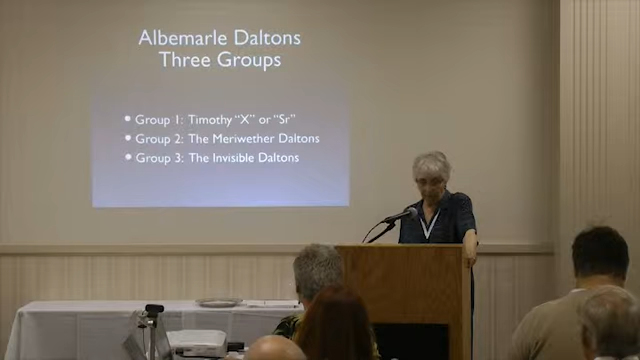 Albemarle Daltons
Three Groups
• Group 1: Timothy "X" or "Sr"
• Group 2: The Meriwether Daltons
• Group 3: The Invisible Daltons